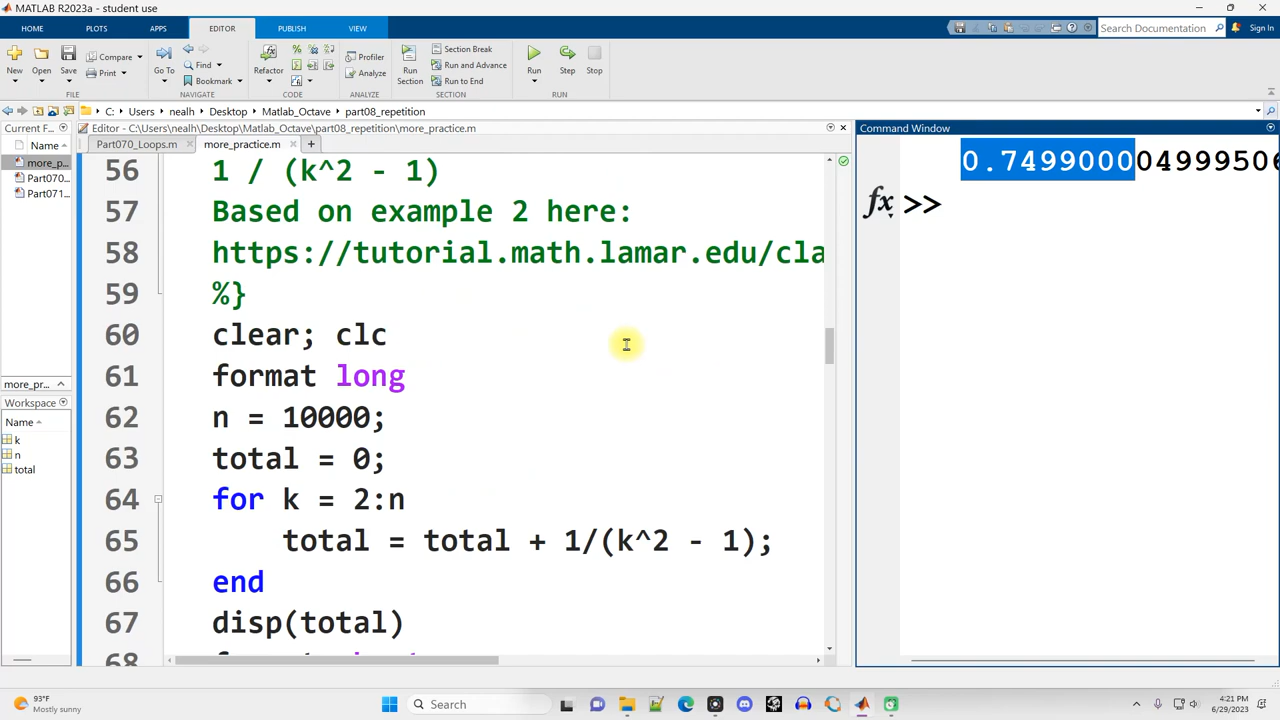 MATLAB R2023a - student use
HOME PLOTS APPS EDITOR PUBLISH VIEW Search Documentation Sign In
New Open Save Compare Print
Go To Find Bookmark
Refactor
Profiler Analyze
Run Section Section Break Run and Advance Run to End
Run Step Stop
FILE NAVIGATE CODE ANALYZE SECTION RUN
C: Users nealh Desktop Matlab_Octave part08_repetition
Current F...
Name
more_p...
Part070...
Part071...
more_pr...
Workspace
Name
k
n
total
Editor - C:\Users\nealh\Desktop\Matlab_Octave\part08_repetition\more_practice.m
Part070_Loops.m more_practice.m
56 1 / (k^2 - 1)
57 Based on example 2 here:
58 https://tutorial.math.lamar.edu/cla
59 %}
60 clear; clc
61 format long
62 n = 10000;
63 total = 0;
64 for k = 2:n
65 total = total + 1/(k^2 - 1);
66 end
67 disp(total)
68
Command Window
0.749900004999506
fx >>
93°F
Mostly sunny
Search
4:21 PM
6/29/2023